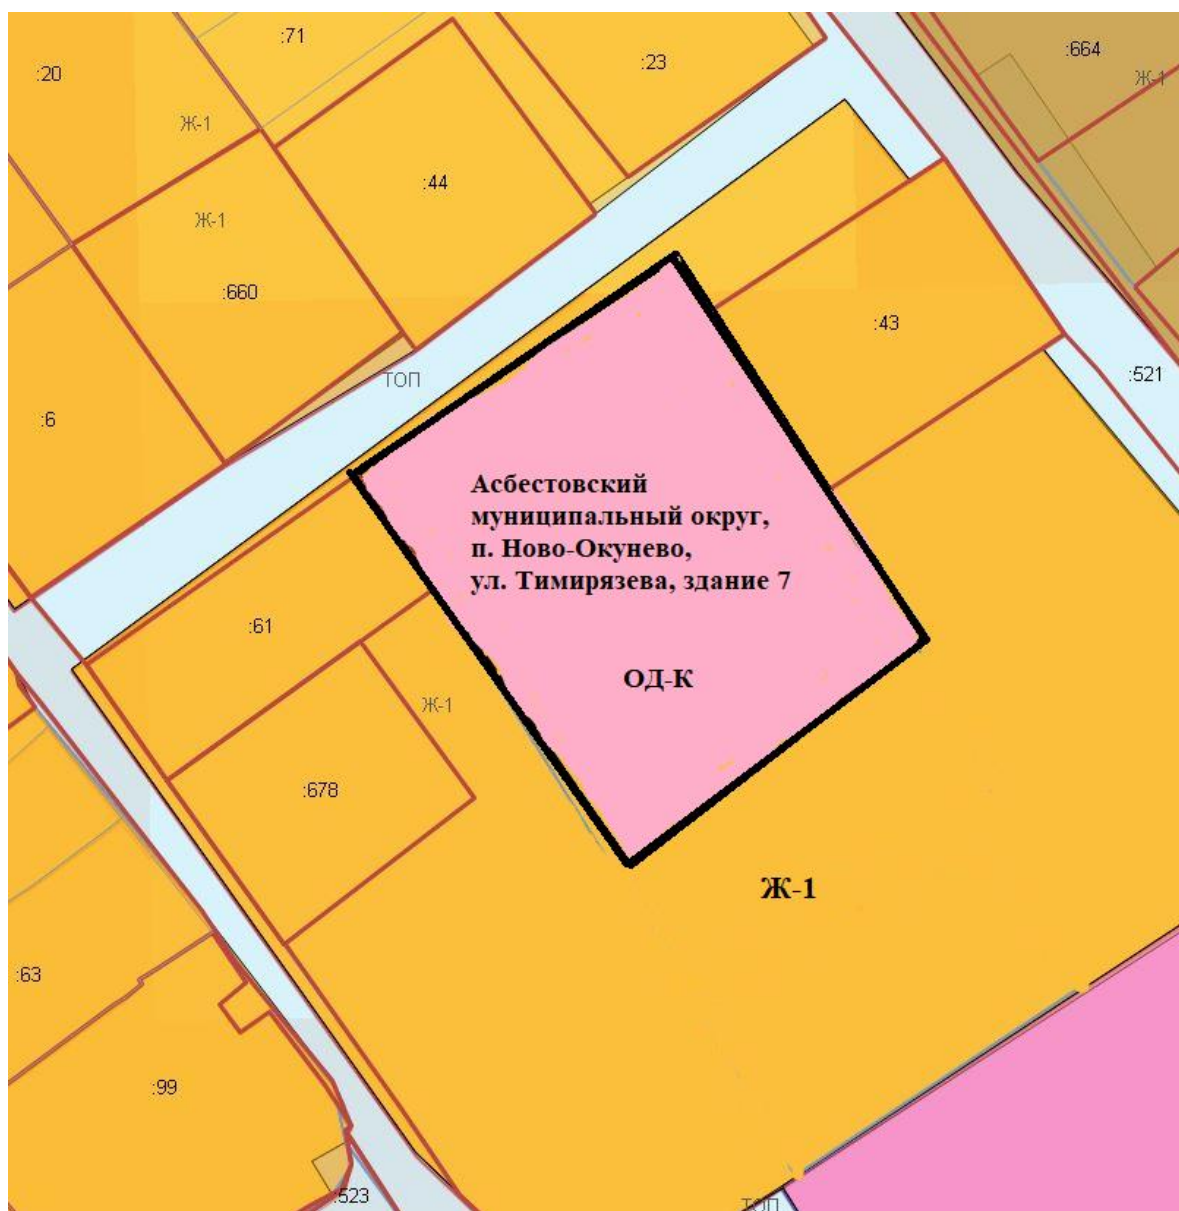 :71
:20
:23
:664
Ж-1
Ж-1
:44
Ж-1
:660
:43
ТОП
:521
:6
Асбестовский
муниципальный округ,
п. Ново-Окунево,
ул. Тимирязева, здание 7
:61
ОД-К
Ж-1
:678
Ж-1
:63
:99
:523
ТОП